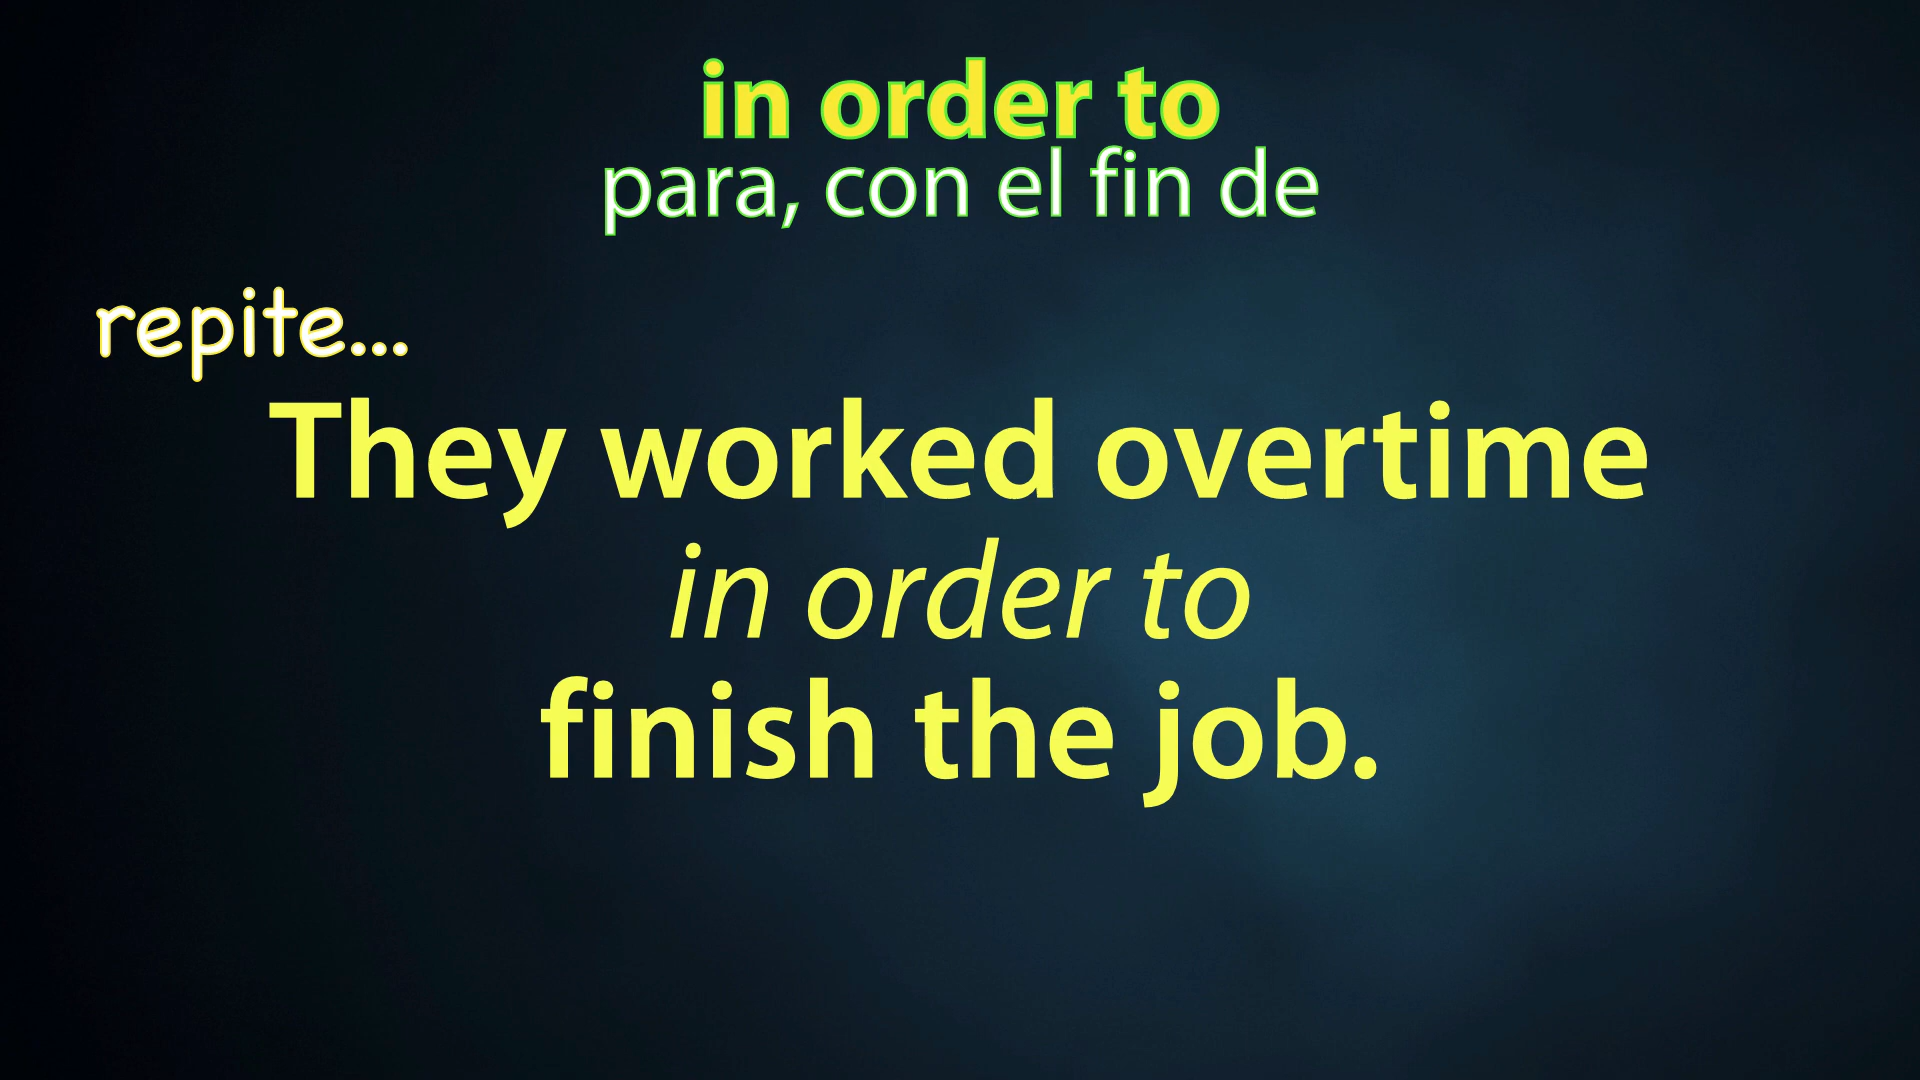 in order to
para, con el fin de
repite...
They worked overtime
in order to
finish the job.